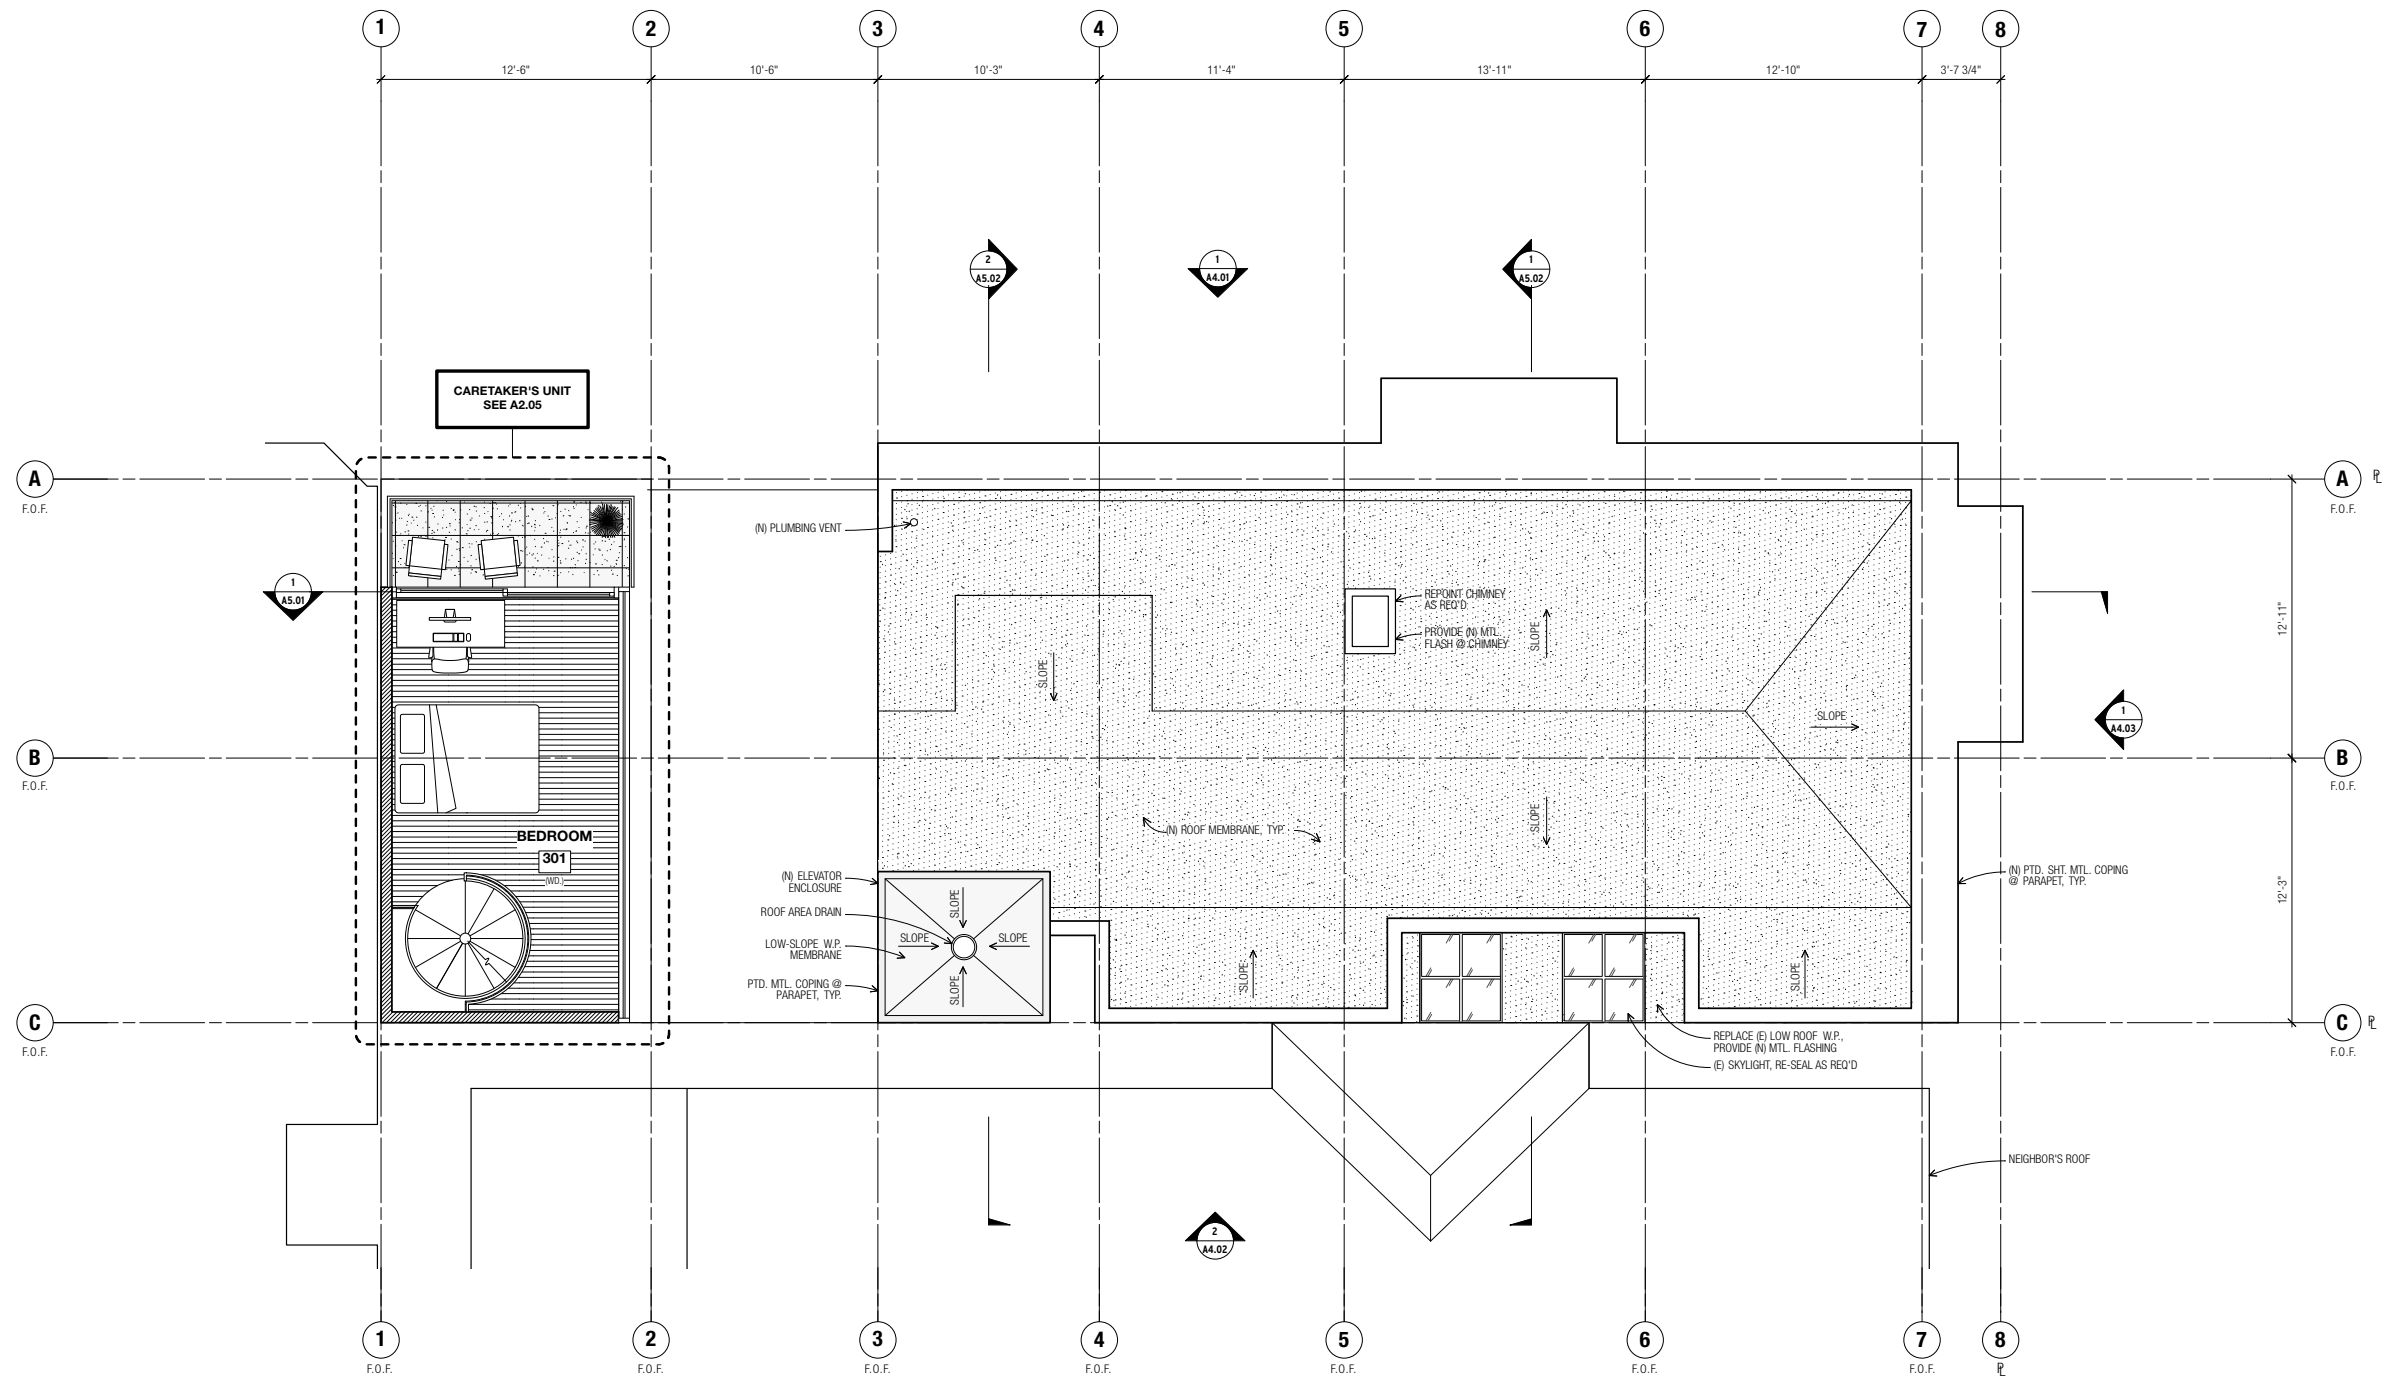 1 2 3 4 5 6 7 8
12'-6" 10'-6" 10'-3" 11'-4" 13'-11" 12'-10" 3'-7 3/4"
2
A5.02
1
A4.01
1
A5.02
CARETAKER'S UNIT
SEE A2.05
A
F.O.F.
A
F.O.F.
PL
(N) PLUMBING VENT
1
A5.01
REPOINT CHIMNEY
AS REQ'D
PROVIDE (N) MTL.
FLASH @ CHIMNEY
SLOPE
SLOPE
12'-11"
SLOPE
1
A4.03
B
F.O.F.
B
F.O.F.
SLOPE
(N) ROOF MEMBRANE, TYP.
BEDROOM
301
(WD.)
(N) ELEVATOR
ENCLOSURE
ROOF AREA DRAIN
LOW-SLOPE W.P.
MEMBRANE
PTD. MTL. COPING @
PARAPET, TYP.
SLOPE
SLOPE
SLOPE
SLOPE
SLOPE
SLOPE
(N) PTD. SHT. MTL. COPING
@ PARAPET, TYP.
12'-3"
C
F.O.F.
C
F.O.F.
PL
REPLACE (E) LOW ROOF W.P.,
PROVIDE (N) MTL. FLASHING
(E) SKYLIGHT, RE-SEAL AS REQ'D
NEIGHBOR'S ROOF
2
A4.02
1 2 3 4 5 6 7 8
F.O.F. F.O.F. F.O.F. F.O.F. F.O.F. F.O.F. F.O.F. PL